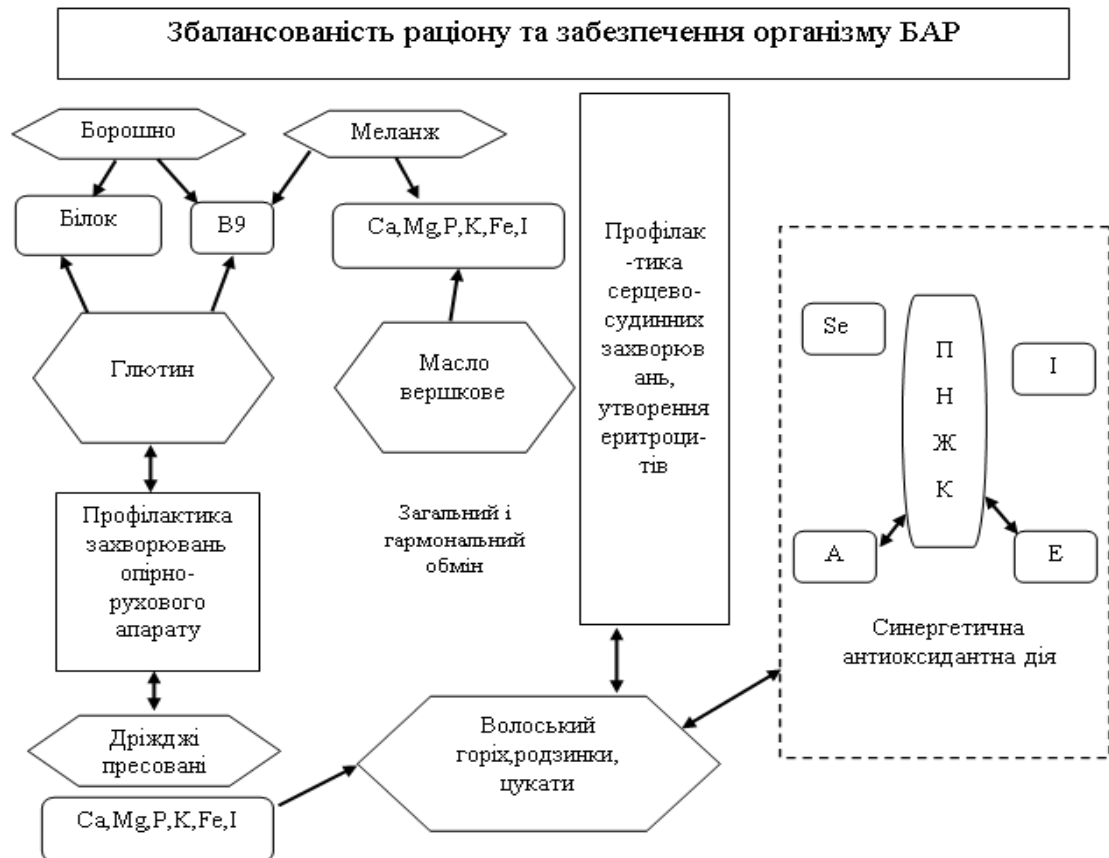 Збалансованість раціону та забезпечення організму БАР
Борошно
Меланж
Білок
В9
Ca,Mg,P,K,Fe,I
Глютин
Масло
вершкове
Профілак
-тика
серцево-
судинних
захворюв
ань,
утворення
еритроци-
тів
Se
П
Н
Ж
К
I
А
Е
Синергетична
антиоксидантна дія
Профілактика
захворювань
опірно-
рухового
апарату
Загальний і
гармональний
обмін
Дріжджі
пресовані
Ca,Mg,P,K,Fe,I
Волоський
горіх,родзинки,
цукати